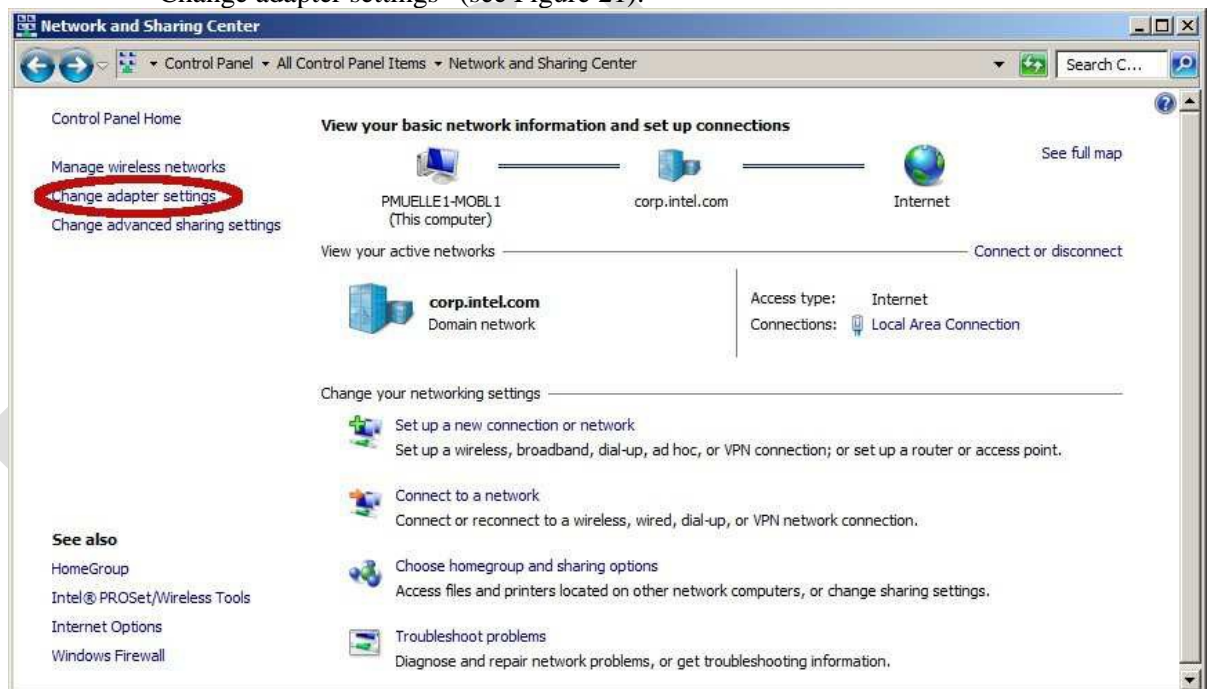 Change adapter settings" (see Figure 21).
Network and Sharing Center
Control Panel All Control Panel Items Network and Sharing Center Search C...
Control Panel Home
Manage wireless networks
Change adapter settings
Change advanced sharing settings
View your basic network information and set up connections
See full map
PMUELLE1-MOBL1 corp.intel.com Internet
(This computer)
View your active networks Connect or disconnect
corp.intel.com
Domain network
Access type: Internet
Connections: Local Area Connection
Change your networking settings
Set up a new connection or network
Set up a wireless, broadband, dial-up, ad hoc, or VPN connection; or set up a router or access point.
Connect to a network
Connect or reconnect to a wireless, wired, dial-up, or VPN network connection.
Choose homegroup and sharing options
Access files and printers located on other network computers, or change sharing settings.
Troubleshoot problems
Diagnose and repair network problems, or get troubleshooting information.
See also
HomeGroup
Intel® PROSet/Wireless Tools
Internet Options
Windows Firewall